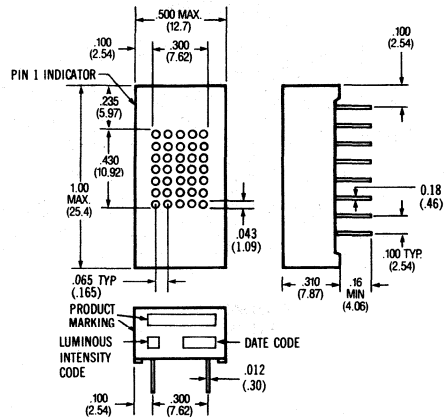 .500 MAX.
(12.7)
.100
(2.54)
.300
(7.62)
PIN 1 INDICATOR
.235
(5.97)
.430
(10.92)
1.00
MAX.
(25.4)
.043
(1.09)
.065 TYP
(.165)
.100
(2.54)
0.18
(.46)
.100 TYP.
(2.54)
.310
(7.87)
.16
MIN
(4.06)
PRODUCT
MARKING
LUMINOUS
INTENSITY
CODE
DATE CODE
.012
(.30)
.100
(2.54)
.300
(7.62)